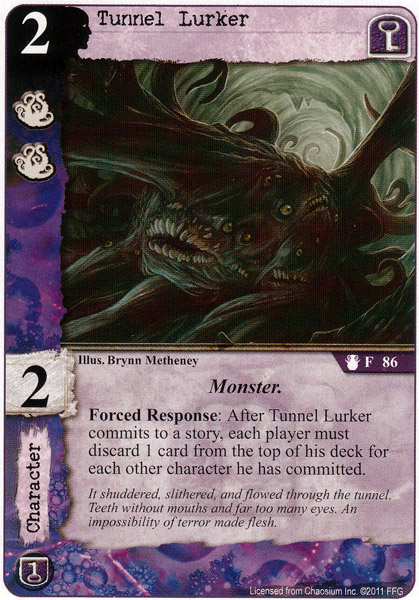 2
Tunnel Lurker
Illus. Brynn Metheney
F 86
2
Monster.
Forced Response: After Tunnel Lurker
commits to a story, each player must
discard 1 card from the top of his deck for
each other character he has committed.
It shuddered, slithered, and flowed through the tunnel.
Teeth without mouths and far too many eyes. An
impossibility of terror made flesh.
Character
1
Licensed from Chaosium Inc. ©2011 FFG